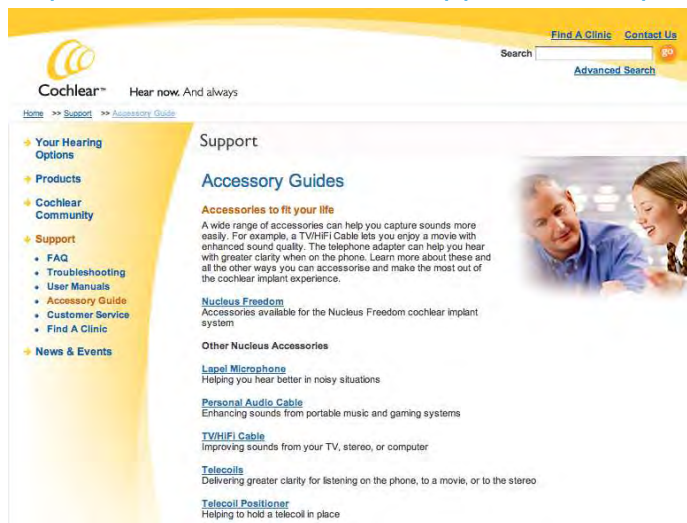 Find A Clinic Contact Us
Search go
Advanced Search
Cochlear™ Hear now. And always
Home >> Support >> Accessory Guide
Your Hearing
Options
Products
Cochlear
Community
Support
FAQ
Troubleshooting
User Manuals
Accessory Guide
Customer Service
Find A Clinic
News & Events
Support
Accessory Guides
Accessories to fit your life
A wide range of accessories can help you capture sounds more
easily. For example, a TV/HiFi Cable lets you enjoy a movie with
enhanced sound quality. The telephone adapter can help you hear
with greater clarity when on the phone. Learn more about these and
all the other ways you can accessorise and make the most out of
the cochlear implant experience.
Nucleus Freedom
Accessories available for the Nucleus Freedom cochlear implant
system
Other Nucleus Accessories
Lapel Microphone
Helping you hear better in noisy situations
Personal Audio Cable
Enhancing sounds from portable music and gaming systems
TV/HiFi Cable
Improving sounds from your TV, stereo, or computer
Telecoils
Delivering greater clarity for listening on the phone, to a movie, or to the stereo
Telecoil Positioner
Helping to hold a telecoil in place